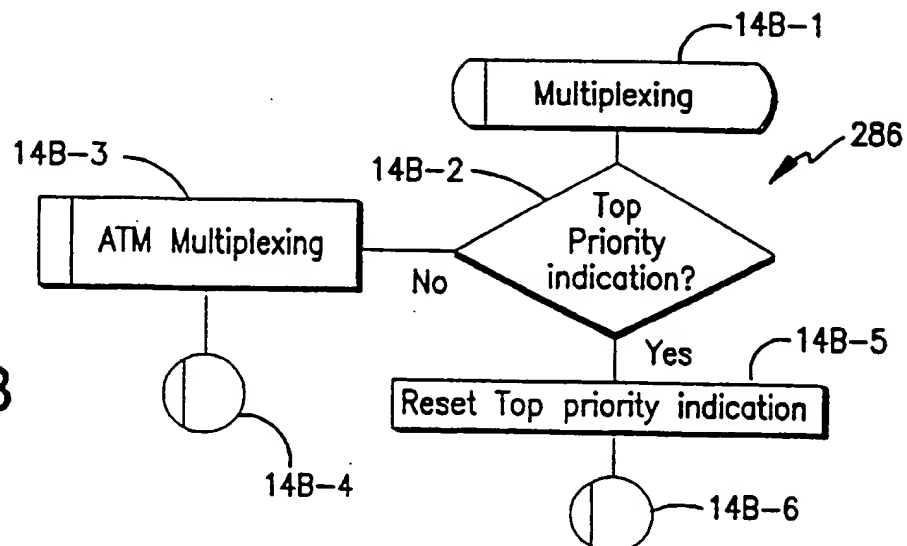 14B-1
Multiplexing
286
14B-3
14B-2
Top
Priority
indication?
ATM Multiplexing
No
Yes
14B-5
Reset Top priority indication
14B-4
14B-6